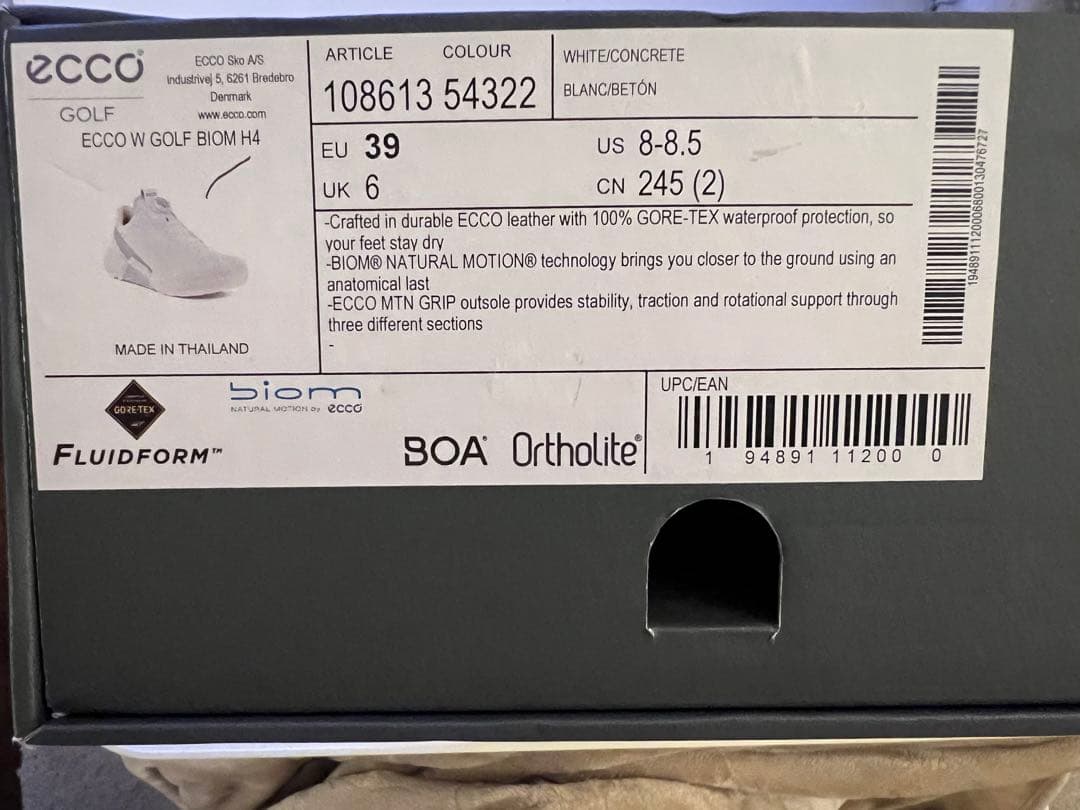 ecco
GOLF
ECCO Sko A/S
Industrivej 5, 6261 Bredebro
Denmark
www.ecco.com
ECCO W GOLF BIOM H4
MADE IN THAILAND
ARTICLE COLOUR
108613 54322
WHITE/CONCRETE
BLANC/BETÓN
EU 39
US 8-8.5
UK 6
CN 245 (2)
-Crafted in durable ECCO leather with 100% GORE-TEX waterproof protection, so
your feet stay dry
-BIOM® NATURAL MOTION® technology brings you closer to the ground using an
anatomical last
-ECCO MTN GRIP outsole provides stability, traction and rotational support through
three different sections
-
GORE-TEX
biom
NATURAL MOTION by ecco
FLUIDFORM™
BOA®
Ortholite®
UPC/EAN
1 94891 11200 0